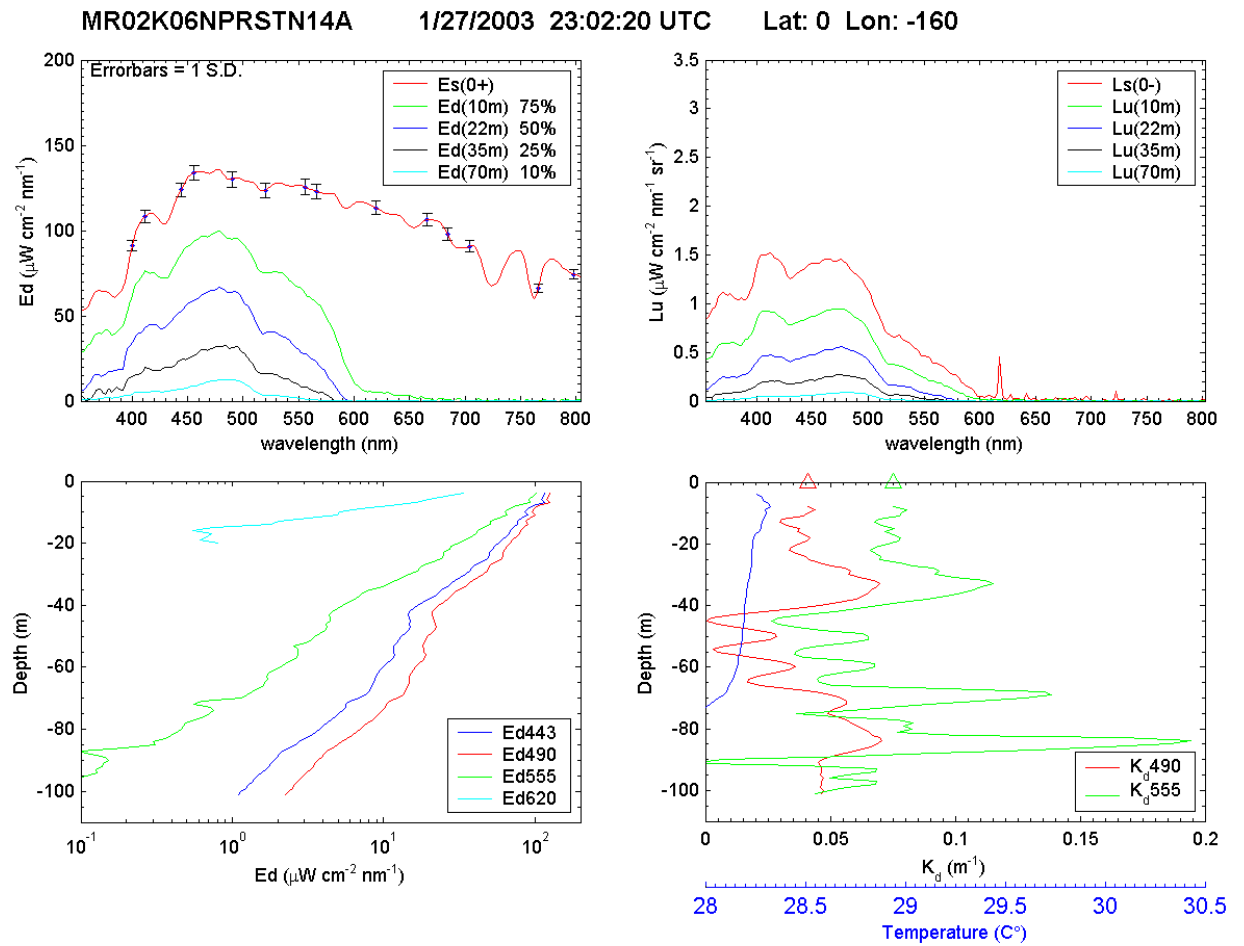 MR02K06NPRSTN14A 1/27/2003 23:02:20 UTC Lat: 0 Lon: -160
Errorbars = 1 S.D.
Es(0+)
Ed(10m) 75%
Ed(22m) 50%
Ed(35m) 25%
Ed(70m) 10%
200
150
100
50
0
Ed (μW cm⁻² nm⁻¹)
400 450 500 550 600 650 700 750 800
wavelength (nm)
Ls(0-)
Lu(10m)
Lu(22m)
Lu(35m)
Lu(70m)
3.5
3
2.5
2
1.5
1
0.5
0
Lu (μW cm⁻² nm⁻¹ sr⁻¹)
400 450 500 550 600 650 700 750 800
wavelength (nm)
0
-20
-40
-60
-80
-100
Depth (m)
Ed443
Ed490
Ed555
Ed620
10⁻¹ 10⁰ 10¹ 10²
Ed (μW cm⁻² nm⁻¹)
0
-20
-40
-60
-80
-100
Depth (m)
K_d490
K_d555
0 0.05 0.1 0.15 0.2
K_d (m⁻¹)
28 28.5 29 29.5 30 30.5
Temperature (C°)